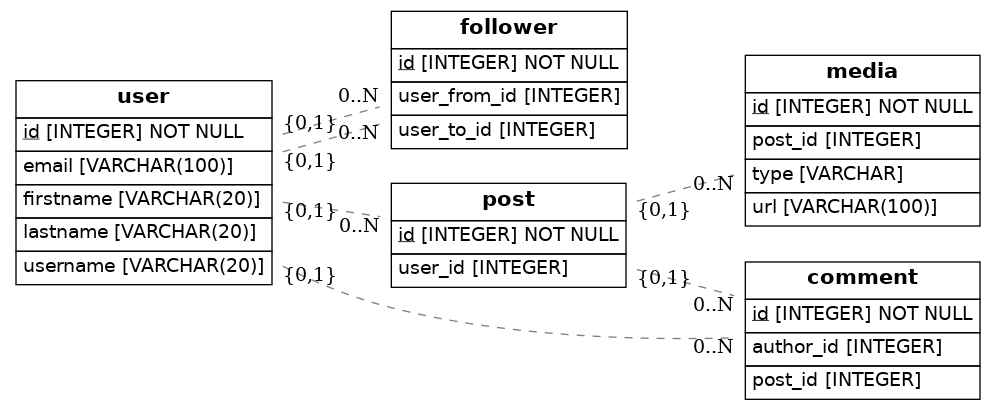 user
id [INTEGER] NOT NULL
email [VARCHAR(100)]
firstname [VARCHAR(20)]
lastname [VARCHAR(20)]
username [VARCHAR(20)]
follower
id [INTEGER] NOT NULL
user_from_id [INTEGER]
user_to_id [INTEGER]
post
id [INTEGER] NOT NULL
user_id [INTEGER]
media
id [INTEGER] NOT NULL
post_id [INTEGER]
type [VARCHAR]
url [VARCHAR(100)]
comment
id [INTEGER] NOT NULL
author_id [INTEGER]
post_id [INTEGER]
0..N
{0,1}
0..N
{0,1}
{0,1}
0..N
{0,1}
0..N
0..N
{0,1}
{0,1}
0..N